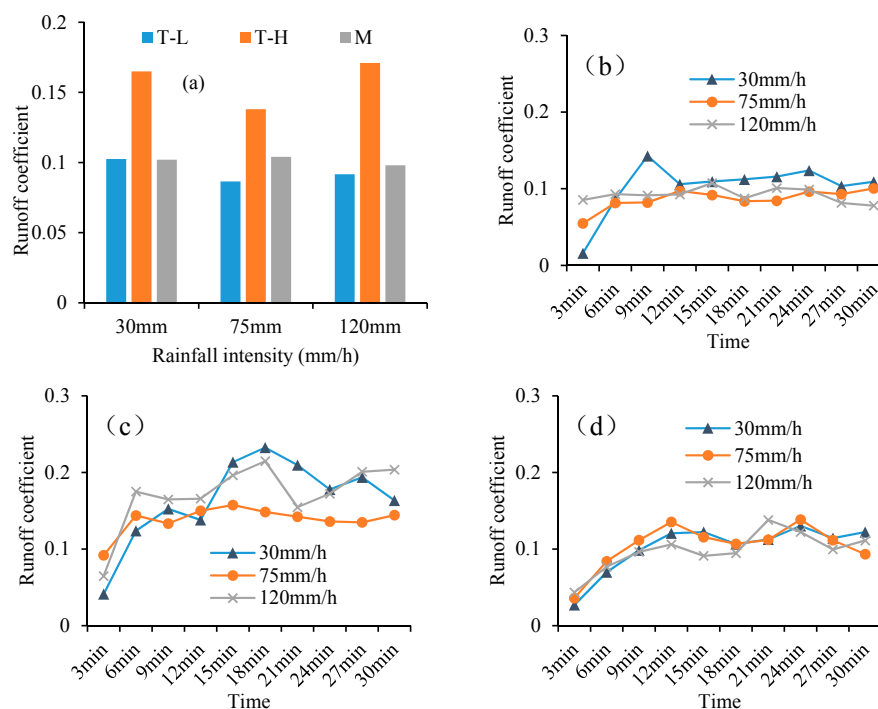 0.2
0.15
0.1
0.05
0
Runoff coefficient
T-L T-H M
(a)
30mm 75mm 120mm
Rainfall intensity (mm/h)
0.3
0.2
0.1
0
Runoff coefficient
（b）
30mm/h
75mm/h
120mm/h
3min 6min 9min 12min 15min 18min 21min 24min 27min 30min
Time
0.3
0.2
0.1
0
Runoff coefficient
（c）
30mm/h
75mm/h
120mm/h
3min 6min 9min 12min 15min 18min 21min 24min 27min 30min
Time
0.3
0.2
0.1
0
Runoff coefficient
（d）
30mm/h
75mm/h
120mm/h
3min 6min 9min 12min 15min 18min 21min 24min 27min 30min
Time